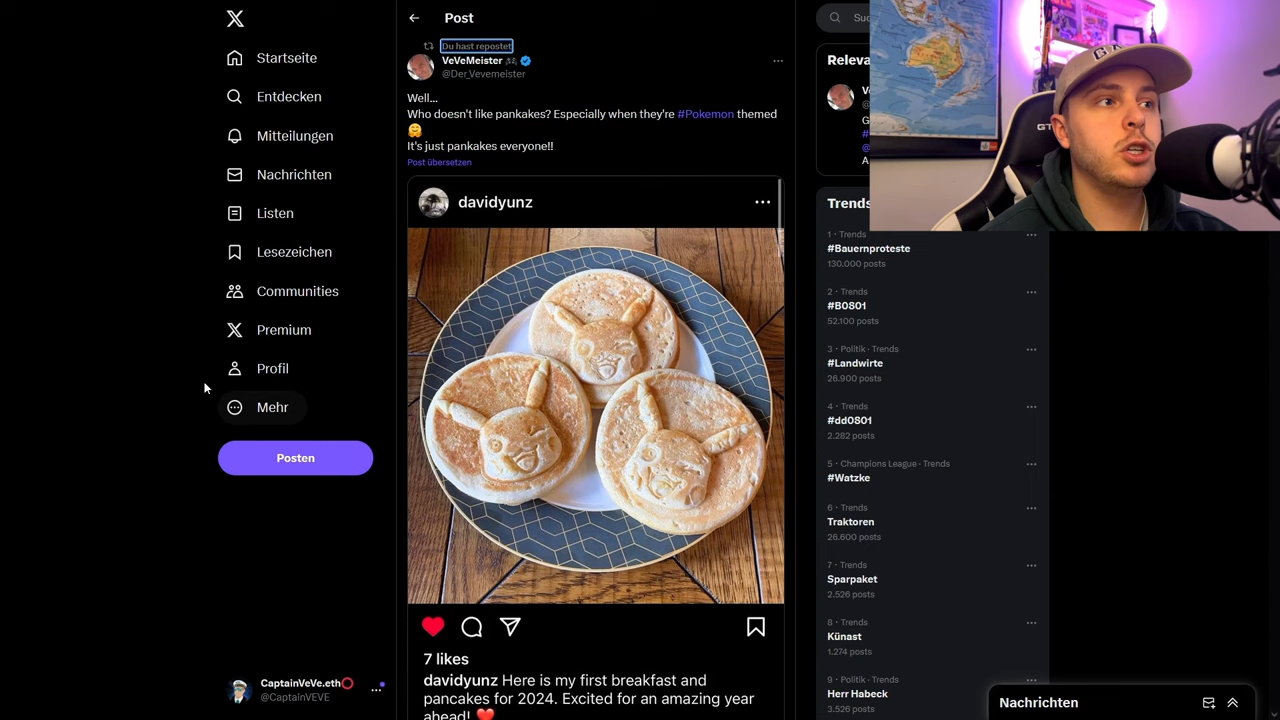 Startseite
Entdecken
Mitteilungen
Nachrichten
Listen
Lesezeichen
Communities
Premium
Profil
Mehr
Posten
CaptainVeVe.eth⭕
@CaptainVEVE
Post
Du hast repostet
VeVeMeister
@Der_Vevemeister
Well...
Who doesn't like pankakes? Especially when they're #Pokemon themed
🤗
It's just pankakes everyone!!
Post übersetzen
davidyunz
7 likes
davidyunz Here is my first breakfast and
pancakes for 2024. Excited for an amazing year
ahead! ❤️
Releva
V
@
G
#
@
A
Trends
1 · Trends
#Bauernproteste
130.000 posts
2 · Trends
#B0801
52.100 posts
3 · Politik · Trends
#Landwirte
26.900 posts
4 · Trends
#dd0801
2.282 posts
5 · Champions League · Trends
#Watzke
6 · Trends
Traktoren
26.600 posts
7 · Trends
Sparpaket
2.526 posts
8 · Trends
Künast
1.274 posts
9 · Politik · Trends
Herr Habeck
3.526 posts
Nachrichten